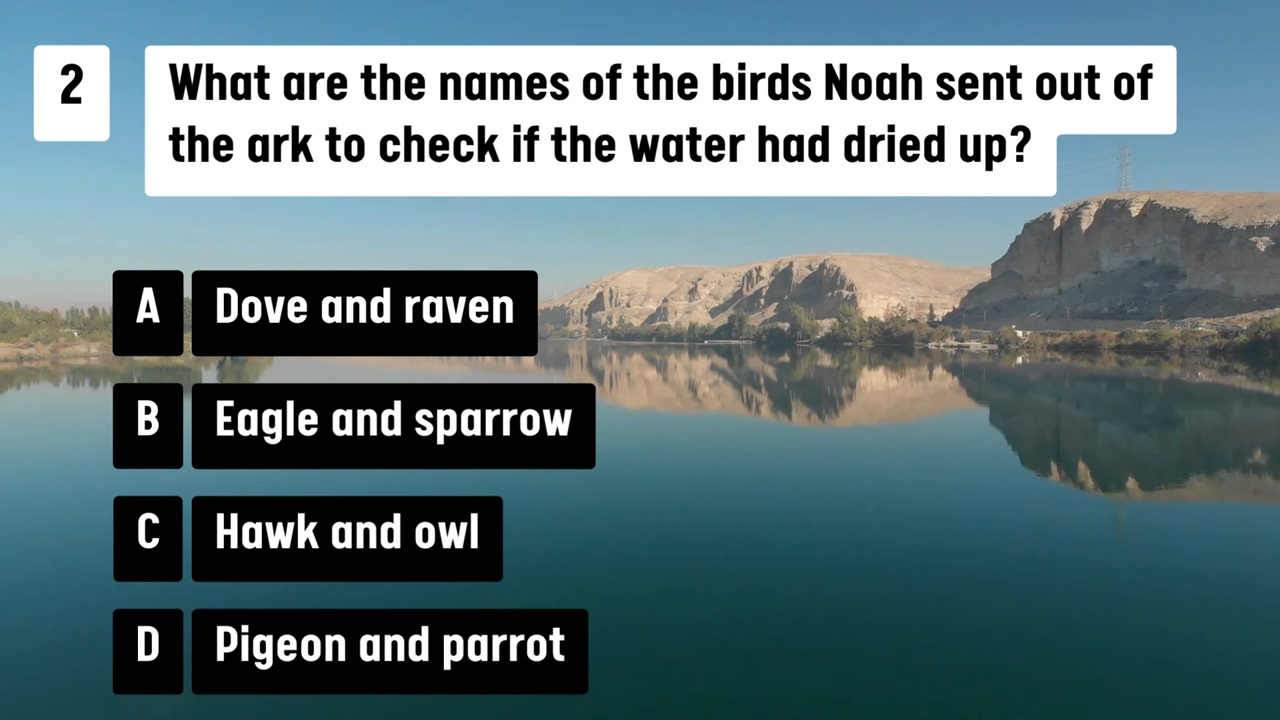 2
What are the names of the birds Noah sent out of
the ark to check if the water had dried up?
A Dove and raven
B Eagle and sparrow
C Hawk and owl
D Pigeon and parrot